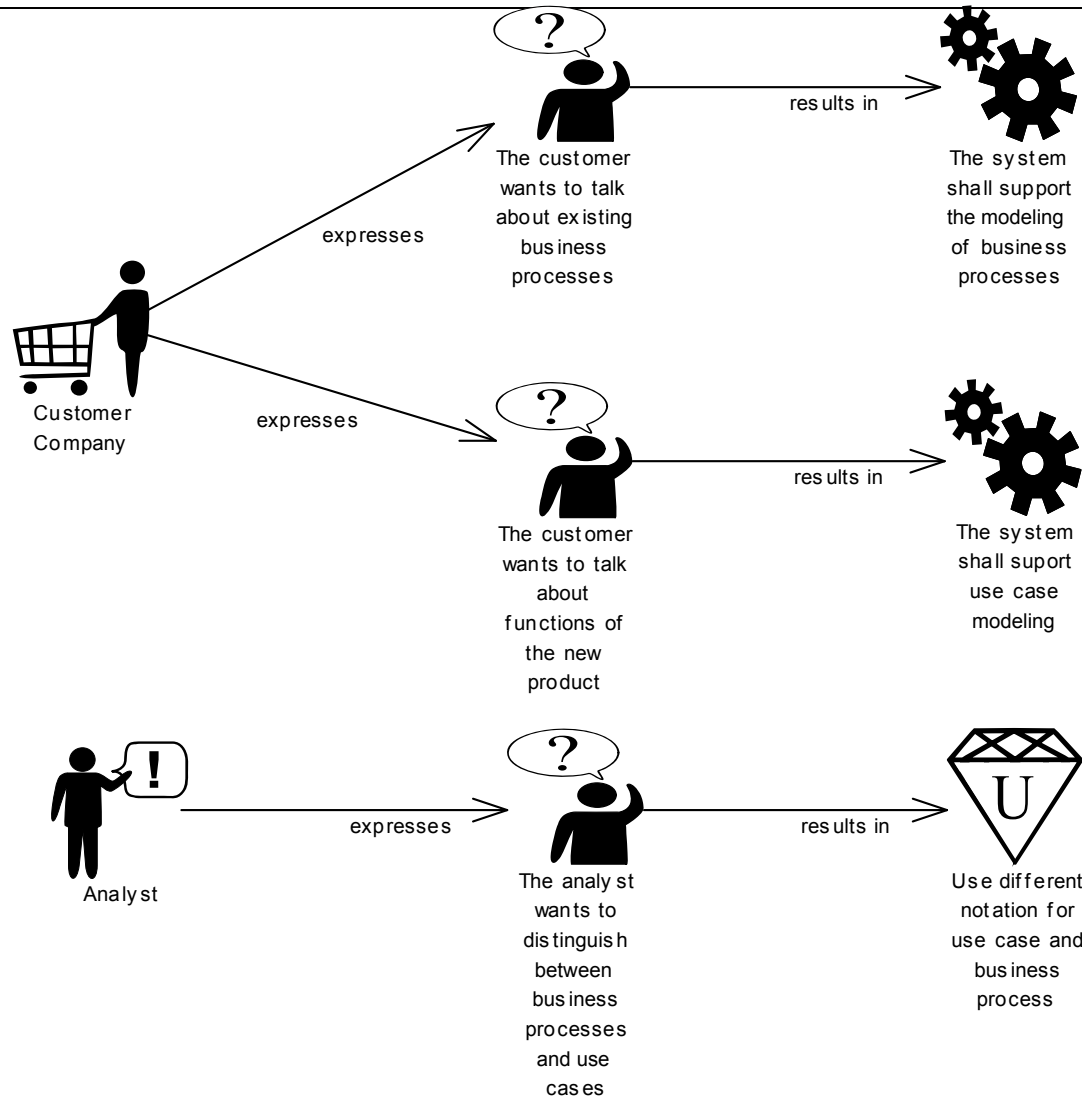 ?
results in
The customer
wants to talk
about existing
business
processes
The system
shall support
the modeling
of business
processes
expresses
Customer
Company
expresses
?
results in
The customer
wants to talk
about
functions of
the new
product
The system
shall suport
use case
modeling
!
Analyst
expresses
?
results in
The analyst
wants to
distinguish
between
business
processes
and use
cases
U
Use different
notation for
use case and
business
process